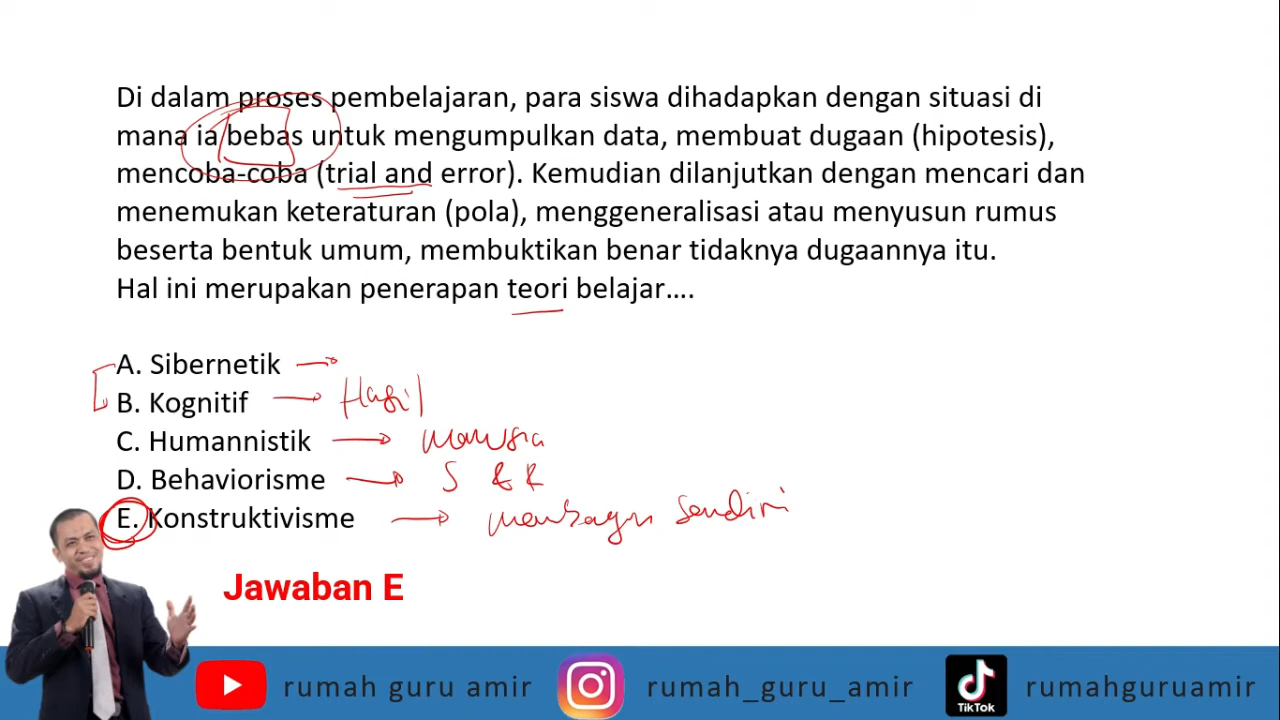 Di dalam proses pembelajaran, para siswa dihadapkan dengan situasi di
mana ia bebas untuk mengumpulkan data, membuat dugaan (hipotesis),
mencoba-coba (trial and error). Kemudian dilanjutkan dengan mencari dan
menemukan keteraturan (pola), menggeneralisasi atau menyusun rumus
beserta bentuk umum, membuktikan benar tidaknya dugaannya itu.
Hal ini merupakan penerapan teori belajar....
A. Sibernetik →
B. Kognitif → Hasil
C. Humannistik → Manusia
D. Behaviorisme → S & R
E. Konstruktivisme → membagun sendiri
Jawaban E
rumah guru amir rumah_guru_amir TikTok rumahguruamir